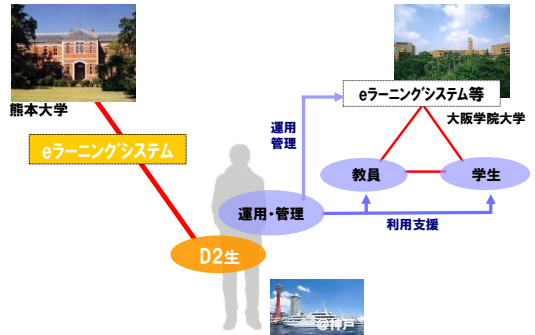 熊本大学
eラーニングシステム
eラーニングシステム等
大阪学院大学
運用
管理
教員
学生
運用・管理
利用支援
D2生
@神戸